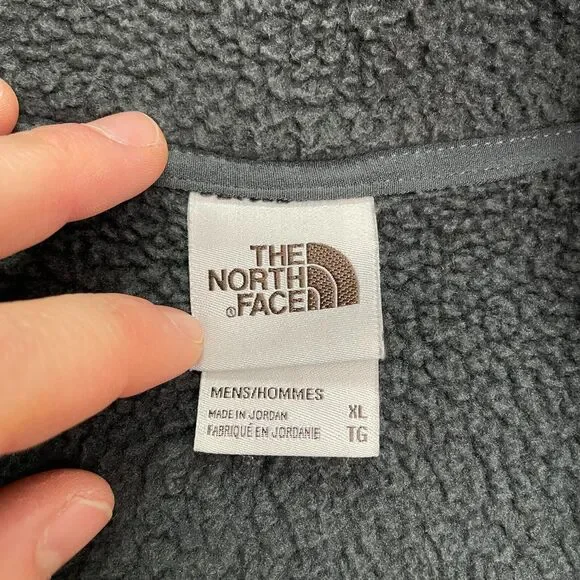 THE
NORTH
®FACE
MENS/HOMMES
MADE IN JORDAN XL
FABRIQUÉ EN JORDANIE TG